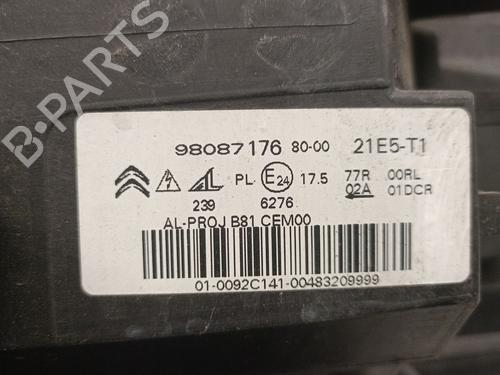 B-PARTS
98087176 80-00 21E5-T1
PL E24 17.5 77R 00RL
239 6276 02A 01DCR
AL-PROJ B81 CEM00
01-0092C141-00483209999